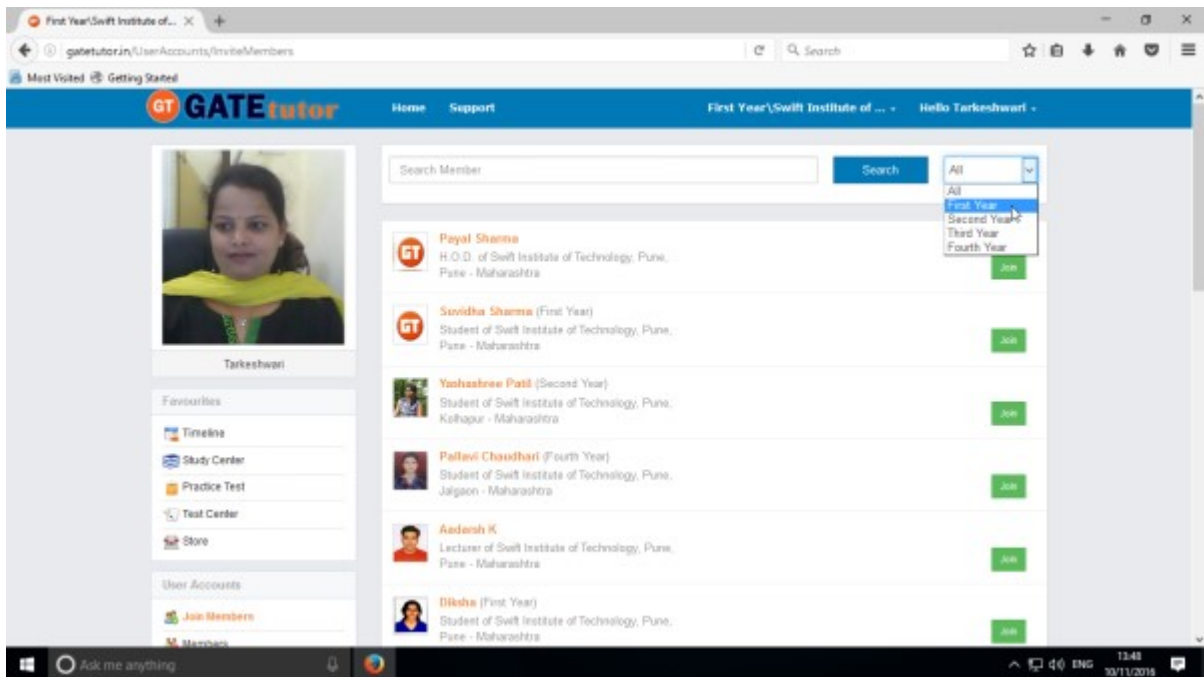 First Year\Swift Institute of...
gatetutor.in/UserAccounts/InviteMembers
Search
Most Visited Getting Started
GT GATEtutor Home Support First Year\Swift Institute of ... Hello Tarkeshwari
Search Member Search All
All
First Year
Second Year
Third Year
Fourth Year
GT
Payal Sharma
H.O.D. of Swift Institute of Technology, Pune,
Pune - Maharashtra
Join
GT
Suvidha Sharma (First Year)
Student of Swift Institute of Technology, Pune,
Pune - Maharashtra
Join
Yashashree Patil (Second Year)
Student of Swift Institute of Technology, Pune,
Kolhapur - Maharashtra
Join
Pallavi Chaudhari (Fourth Year)
Student of Swift Institute of Technology, Pune,
Jalgaon - Maharashtra
Join
Aadarsh K
Lecturer of Swift Institute of Technology, Pune,
Pune - Maharashtra
Join
Diksha (First Year)
Student of Swift Institute of Technology, Pune,
Pune - Maharashtra
Join
Tarkeshwari
Favourites
Timeline
Study Center
Practice Test
Test Center
Store
User Accounts
Join Members
Members
Ask me anything
ENG
13:48
10/11/2016